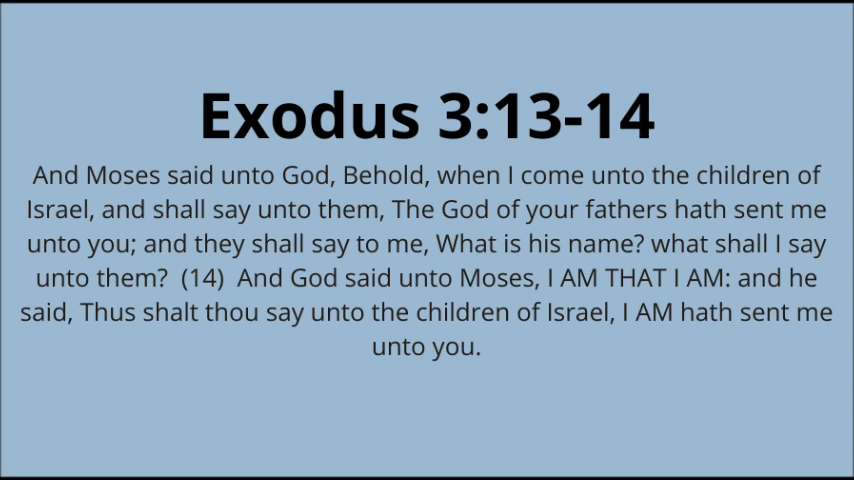 Exodus 3:13-14
And Moses said unto God, Behold, when I come unto the children of
Israel, and shall say unto them, The God of your fathers hath sent me
unto you; and they shall say to me, What is his name? what shall I say
unto them?  (14)  And God said unto Moses, I AM THAT I AM: and he
said, Thus shalt thou say unto the children of Israel, I AM hath sent me
unto you.